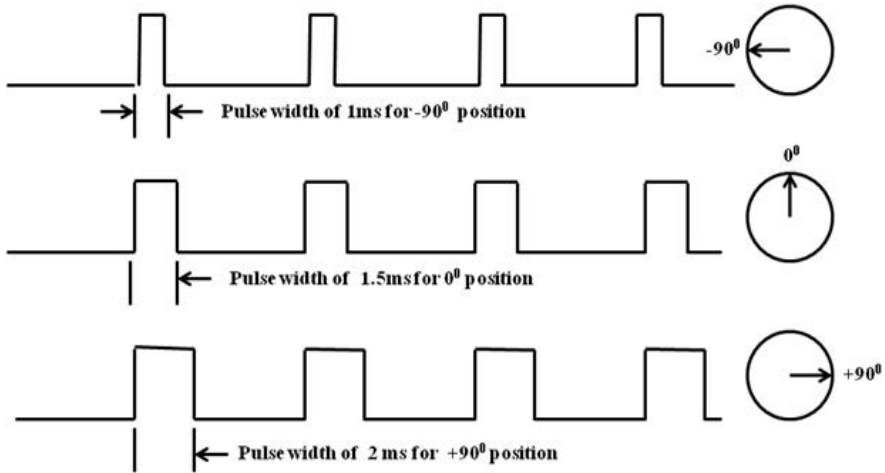 -90⁰
Pulse width of 1ms for -90⁰ position
0⁰
Pulse width of 1.5ms for 0⁰ position
+90⁰
Pulse width of 2 ms for +90⁰ position